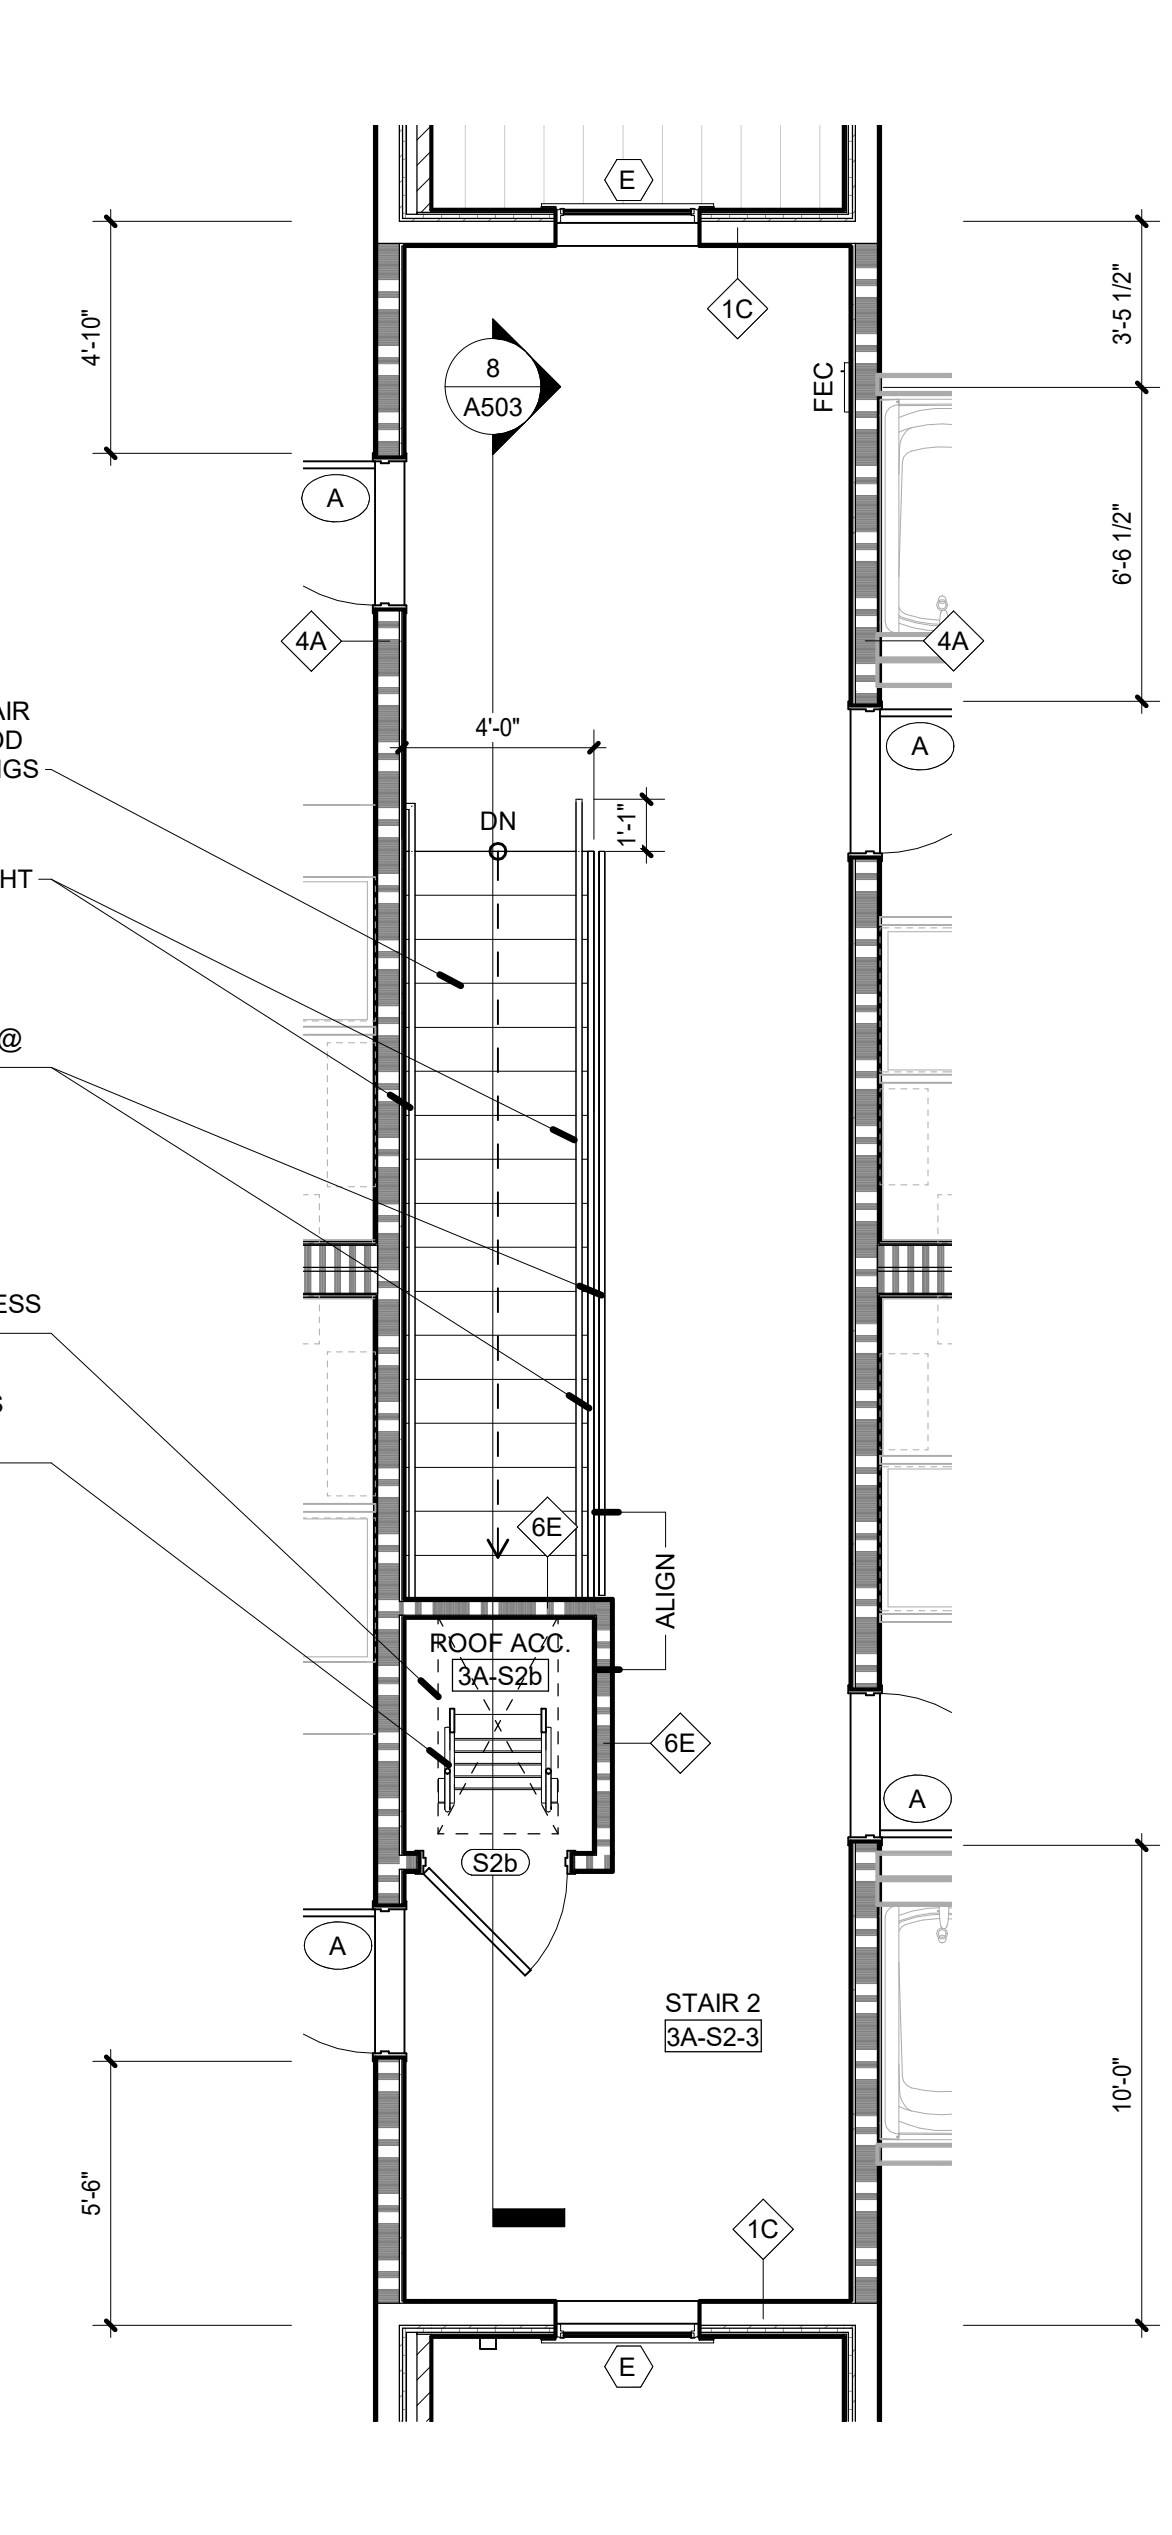 E
1C
4'-10"
3'-5 1/2"
8
A503
FEC
A
6'-6 1/2"
4A
4A
AIR
OD
IGS
4'-0"
A
DN
1'-1"
HT
@
ESS
6E
ALIGN
S
ROOF ACC.
3A-S2b
6E
A
S2b
A
STAIR 2
3A-S2-3
10'-0"
5'-6"
1C
E